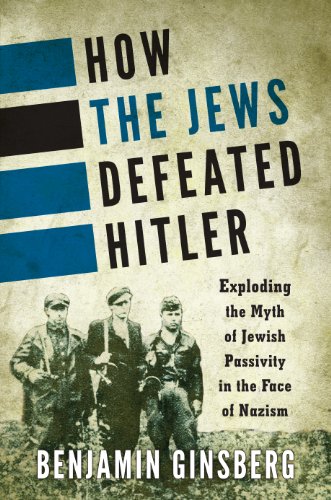 HOW
THE JEWS
DEFEATED
HITLER
Exploding
the Myth
of Jewish
Passivity
in the Face
of Nazism
BENJAMIN GINSBERG